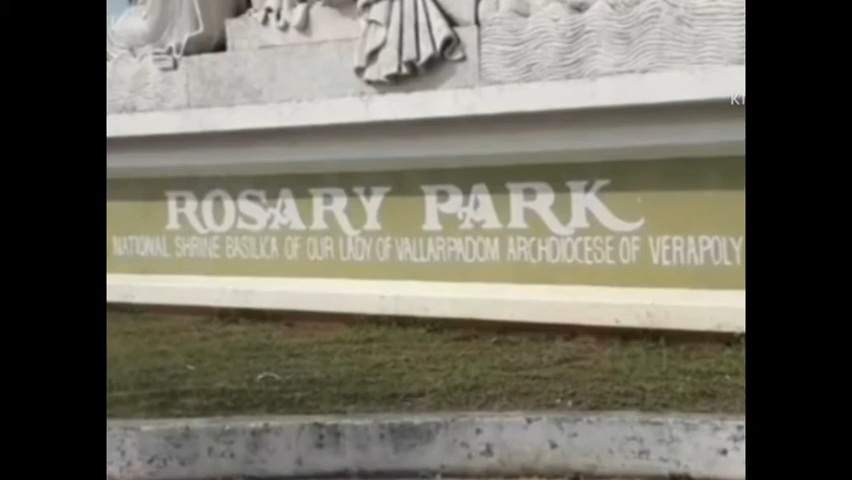 ROSARY PARK
NATIONAL SHRINE BASILICA OF OUR LADY OF VALLARPADOM ARCHDIOCESE OF VERAPOLY